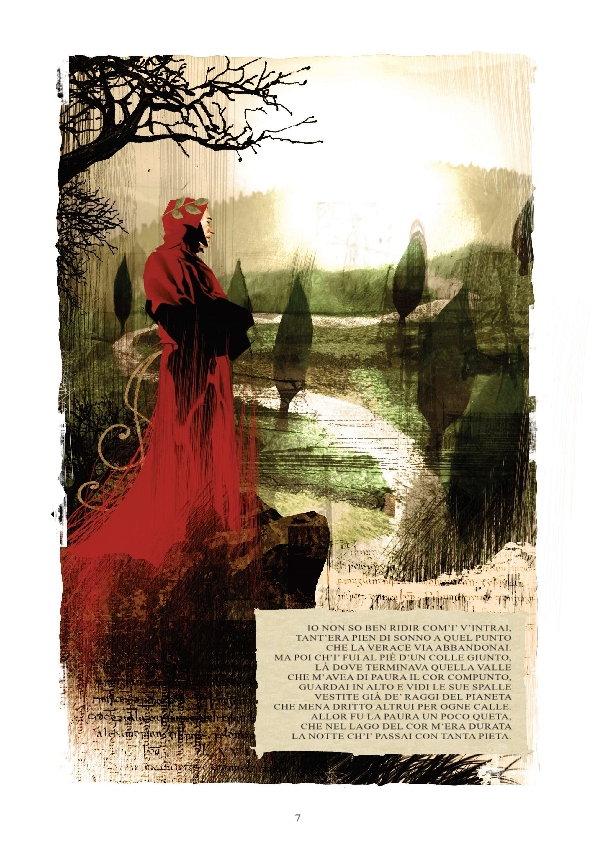 IO NON SO BEN RIDIR COM'I' V'INTRAI,
TANT'ERA PIEN DI SONNO A QUEL PUNTO
CHE LA VERACE VIA ABBANDONAI.
MA POI CH'I' FUI AL PIÈ D'UN COLLE GIUNTO,
LÀ DOVE TERMINAVA QUELLA VALLE
CHE M'AVEA DI PAURA IL COR COMPUNTO,
GUARDAI IN ALTO E VIDI LE SUE SPALLE
VESTITE GIÀ DE' RAGGI DEL PIANETA
CHE MENA DRITTO ALTRUI PER OGNE CALLE.
ALLOR FU LA PAURA UN POCO QUETA,
CHE NEL LAGO DEL COR M'ERA DURATA
LA NOTTE CH'I' PASSAI CON TANTA PIETA.
7